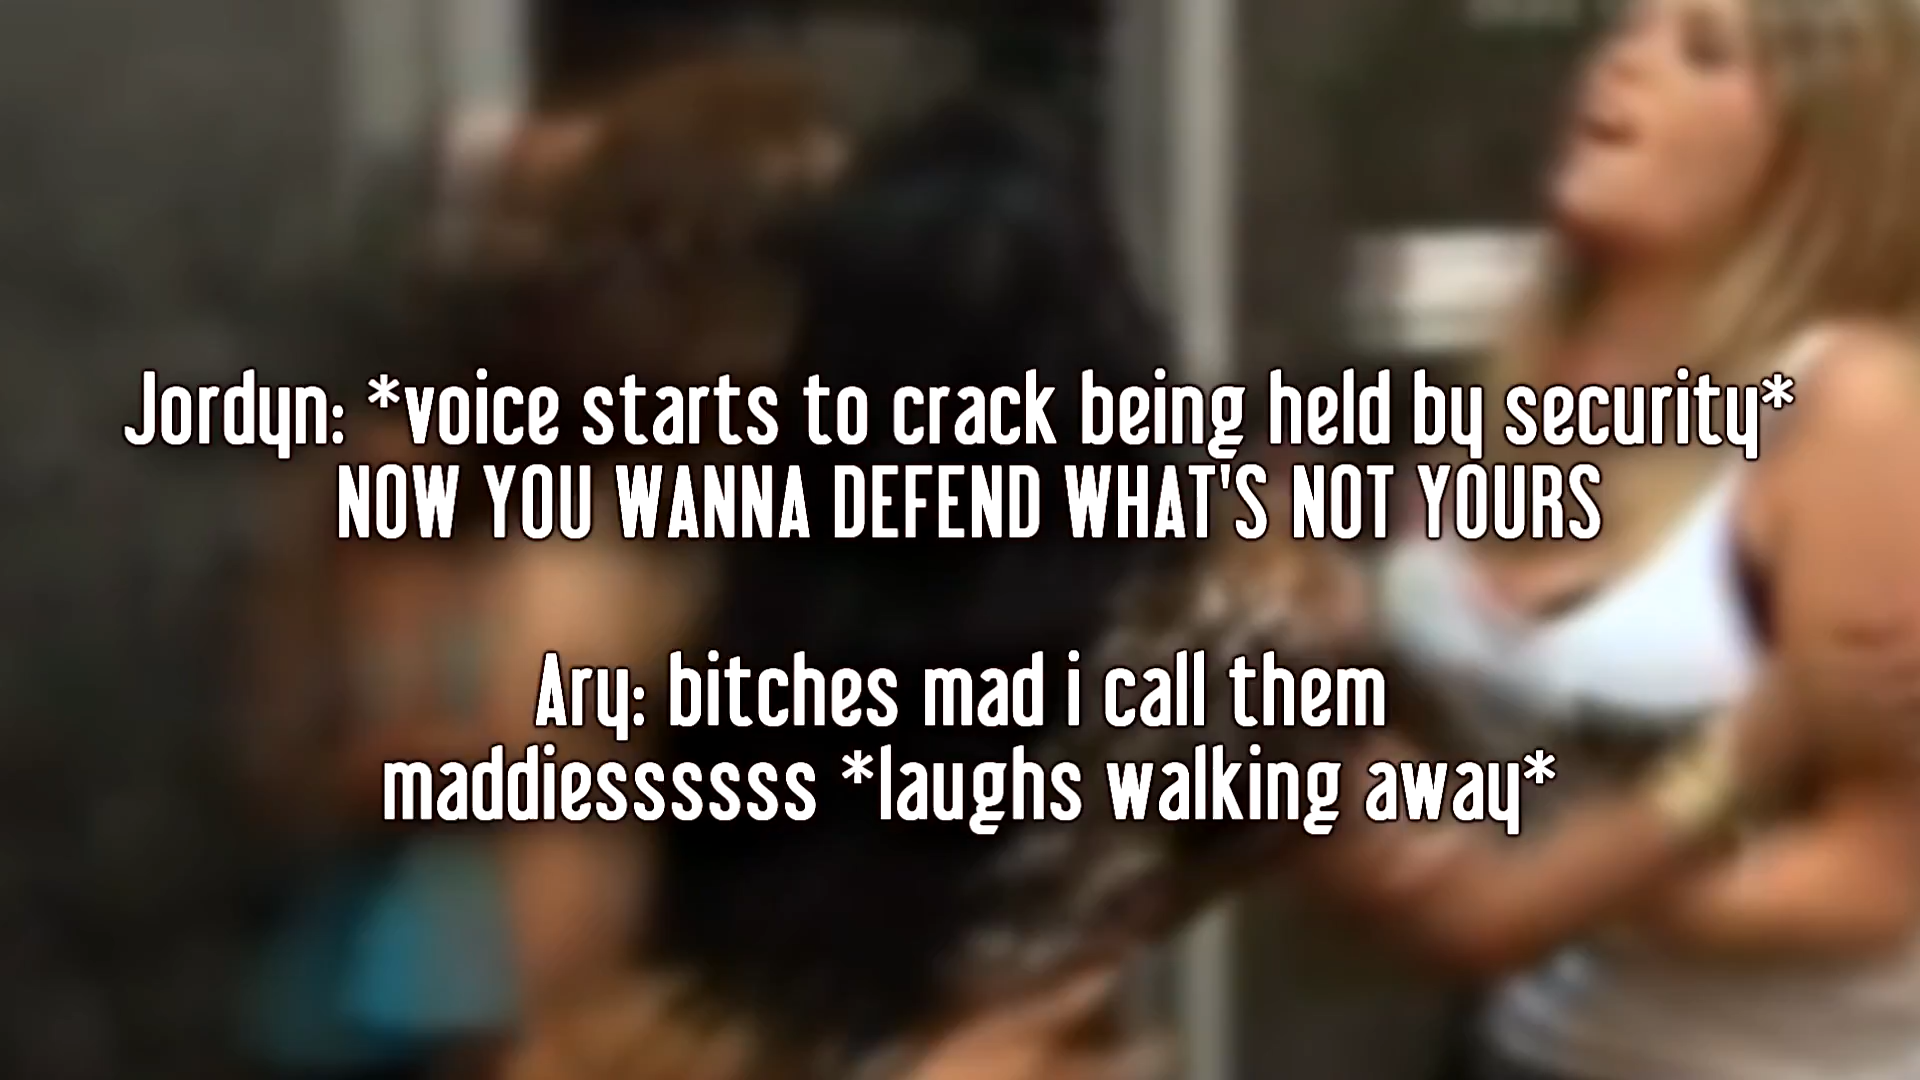 Jordyn: *voice starts to crack being held by security*
NOW YOU WANNA DEFEND WHAT'S NOT YOURS
Ary: bitches mad i call them
maddiessssss *laughs walking away*